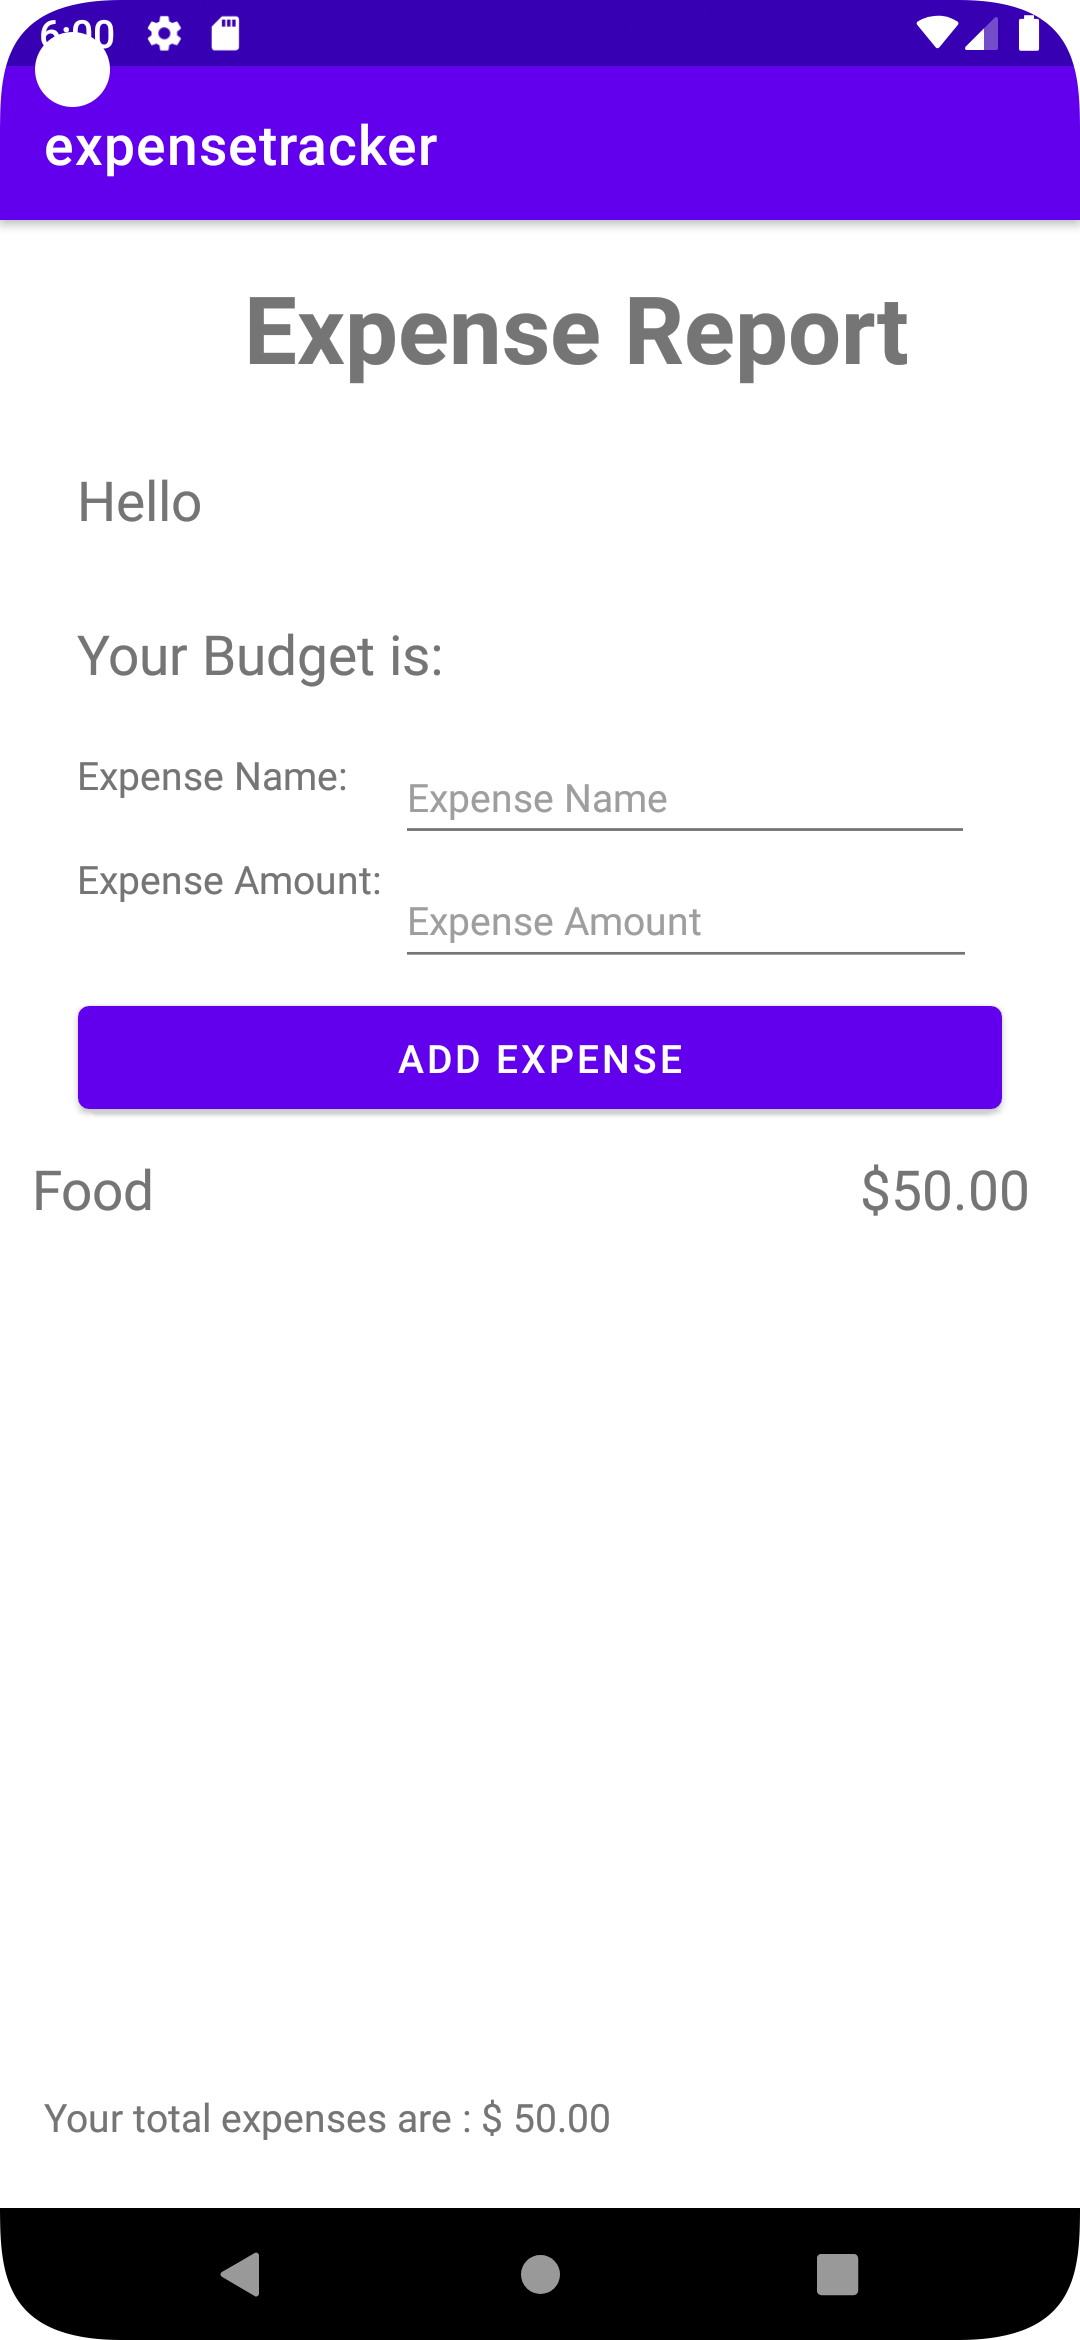 6:00
expensetracker
Expense Report
Hello
Your Budget is:
Expense Name:
Expense Name
Expense Amount:
Expense Amount
ADD EXPENSE
Food $50.00
Your total expenses are : $ 50.00